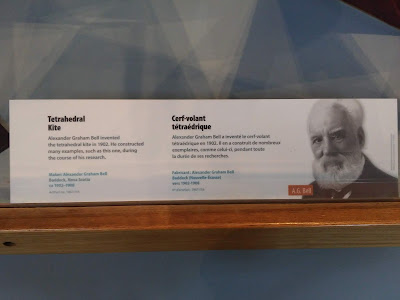 Tetrahedral
Kite
Alexander Graham Bell invented
the tetrahedral kite in 1902. He constructed
many examples, such as this one, during
the course of his research.
Maker: Alexander Graham Bell,
Baddeck, Nova Scotia
ca 1902–1908
Cerf-volant
tétraédrique
Alexander Graham Bell a inventé le cerf-volant
tétraédrique en 1902. Il en a construit de nombreux
exemplaires, comme celui-ci, pendant toute
la durée de ses recherches.
Fabricant: Alexander Graham Bell,
Baddeck (Nouvelle-Écosse)
vers 1902-1908
A.G. Bell